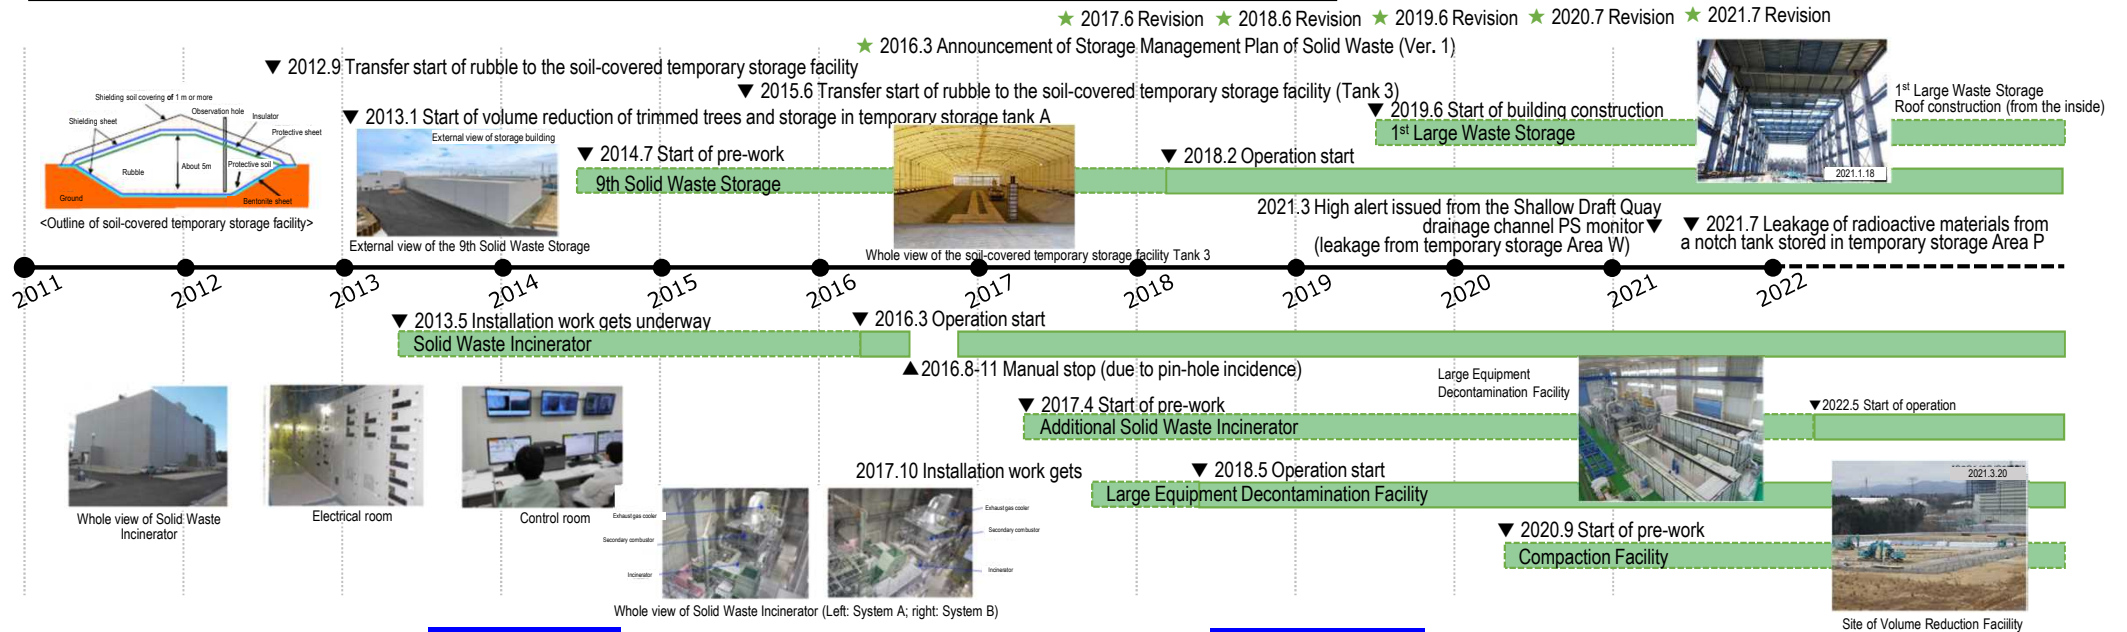 ★ 2017.6 Revision ★ 2018.6 Revision ★ 2019.6 Revision ★ 2020.7 Revision ★ 2021.7 Revision
★ 2016.3 Announcement of Storage Management Plan of Solid Waste (Ver. 1)
▼ 2012.9 Transfer start of rubble to the soil-covered temporary storage facility
▼ 2015.6 Transfer start of rubble to the soil-covered temporary storage facility (Tank 3)
▼ 2013.1 Start of volume reduction of trimmed trees and storage in temporary storage tank A
▼ 2019.6 Start of building construction
1st Large Waste Storage
1st Large Waste Storage
Roof construction (from the inside)
2021.1.18
Shielding soil covering of 1 m or more
Observation hole
Shielding sheet
Insulator
Protective sheet
About 5m
Protective soil
Rubble
Ground
Bentonite sheet
<Outline of soil-covered temporary storage facility>
External view of storage building
External view of the 9th Solid Waste Storage
▼ 2014.7 Start of pre-work
9th Solid Waste Storage
▼ 2018.2 Operation start
Whole view of the soil-covered temporary storage facility Tank 3
2021.3 High alert issued from the Shallow Draft Quay
drainage channel PS monitor ▼
(leakage from temporary storage Area W)
▼ 2021.7 Leakage of radioactive materials from
a notch tank stored in temporary storage Area P
2011
2012
2013
2014
2015
2016
2017
2018
2019
2020
2021
2022
▼ 2013.5 Installation work gets underway
Solid Waste Incinerator
▼ 2016.3 Operation start
▲ 2016.8-11 Manual stop (due to pin-hole incidence)
▼ 2017.4 Start of pre-work
Additional Solid Waste Incinerator
Large Equipment
Decontamination Facility
▼ 2022.5 Start of operation
2017.10 Installation work gets
▼ 2018.5 Operation start
Large Equipment Decontamination Facility
▼ 2020.9 Start of pre-work
Compaction Facility
2021.3.20
Site of Volume Reduction Faciility
Whole view of Solid Waste
Incinerator
Electrical room
Control room
Exhaust gas cooler
Secondary combustor
Incinerator
Exhaust gas cooler
Secondary combustor
Incinerator
Whole view of Solid Waste Incinerator (Left: System A; right: System B)